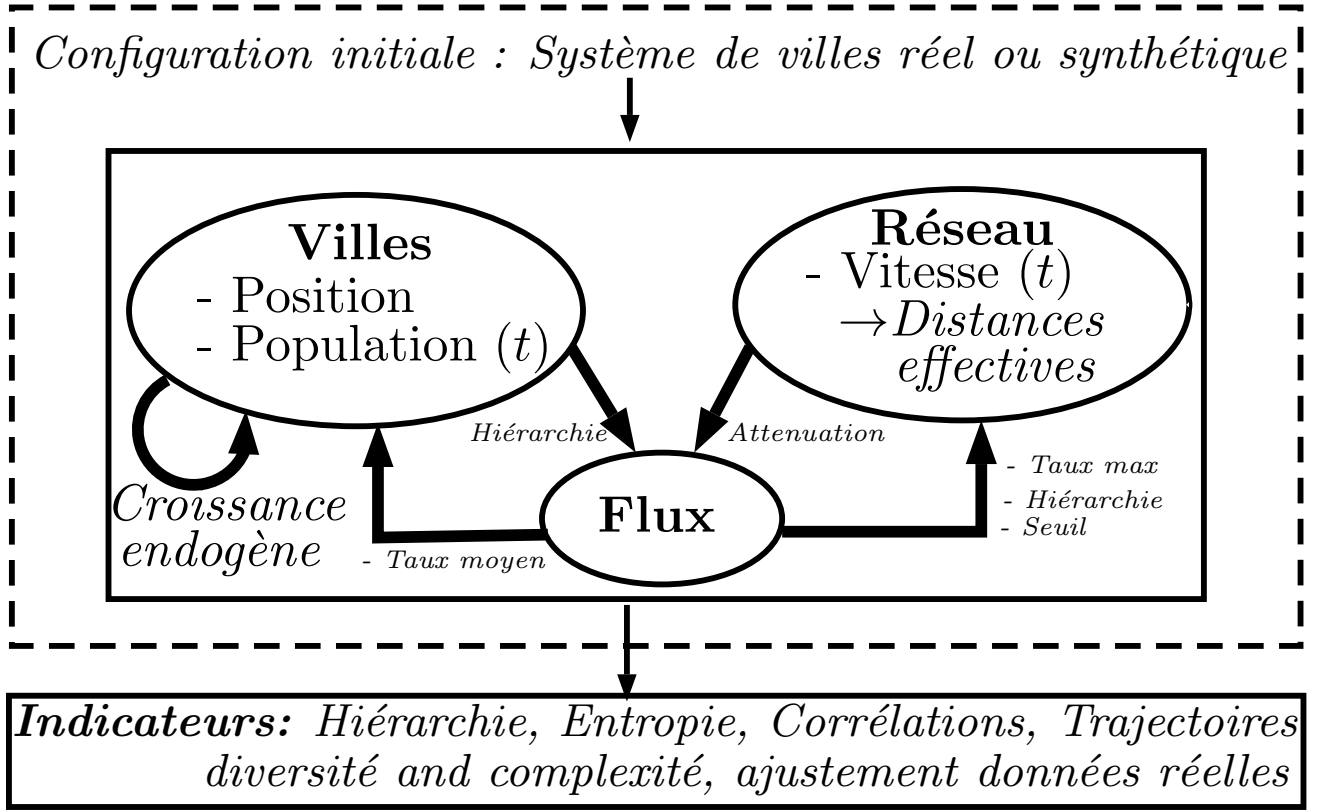 Configuration initiale : Système de villes réel ou synthétique
Villes
- Position
- Population (t)
Réseau
- Vitesse (t)
→Distances
effectives
Hiérarchie
Attenuation
Croissance
endogène
- Taux moyen
Flux
- Taux max
- Hiérarchie
- Seuil
Indicateurs: Hiérarchie, Entropie, Corrélations, Trajectoires
diversité and complexité, ajustement données réelles